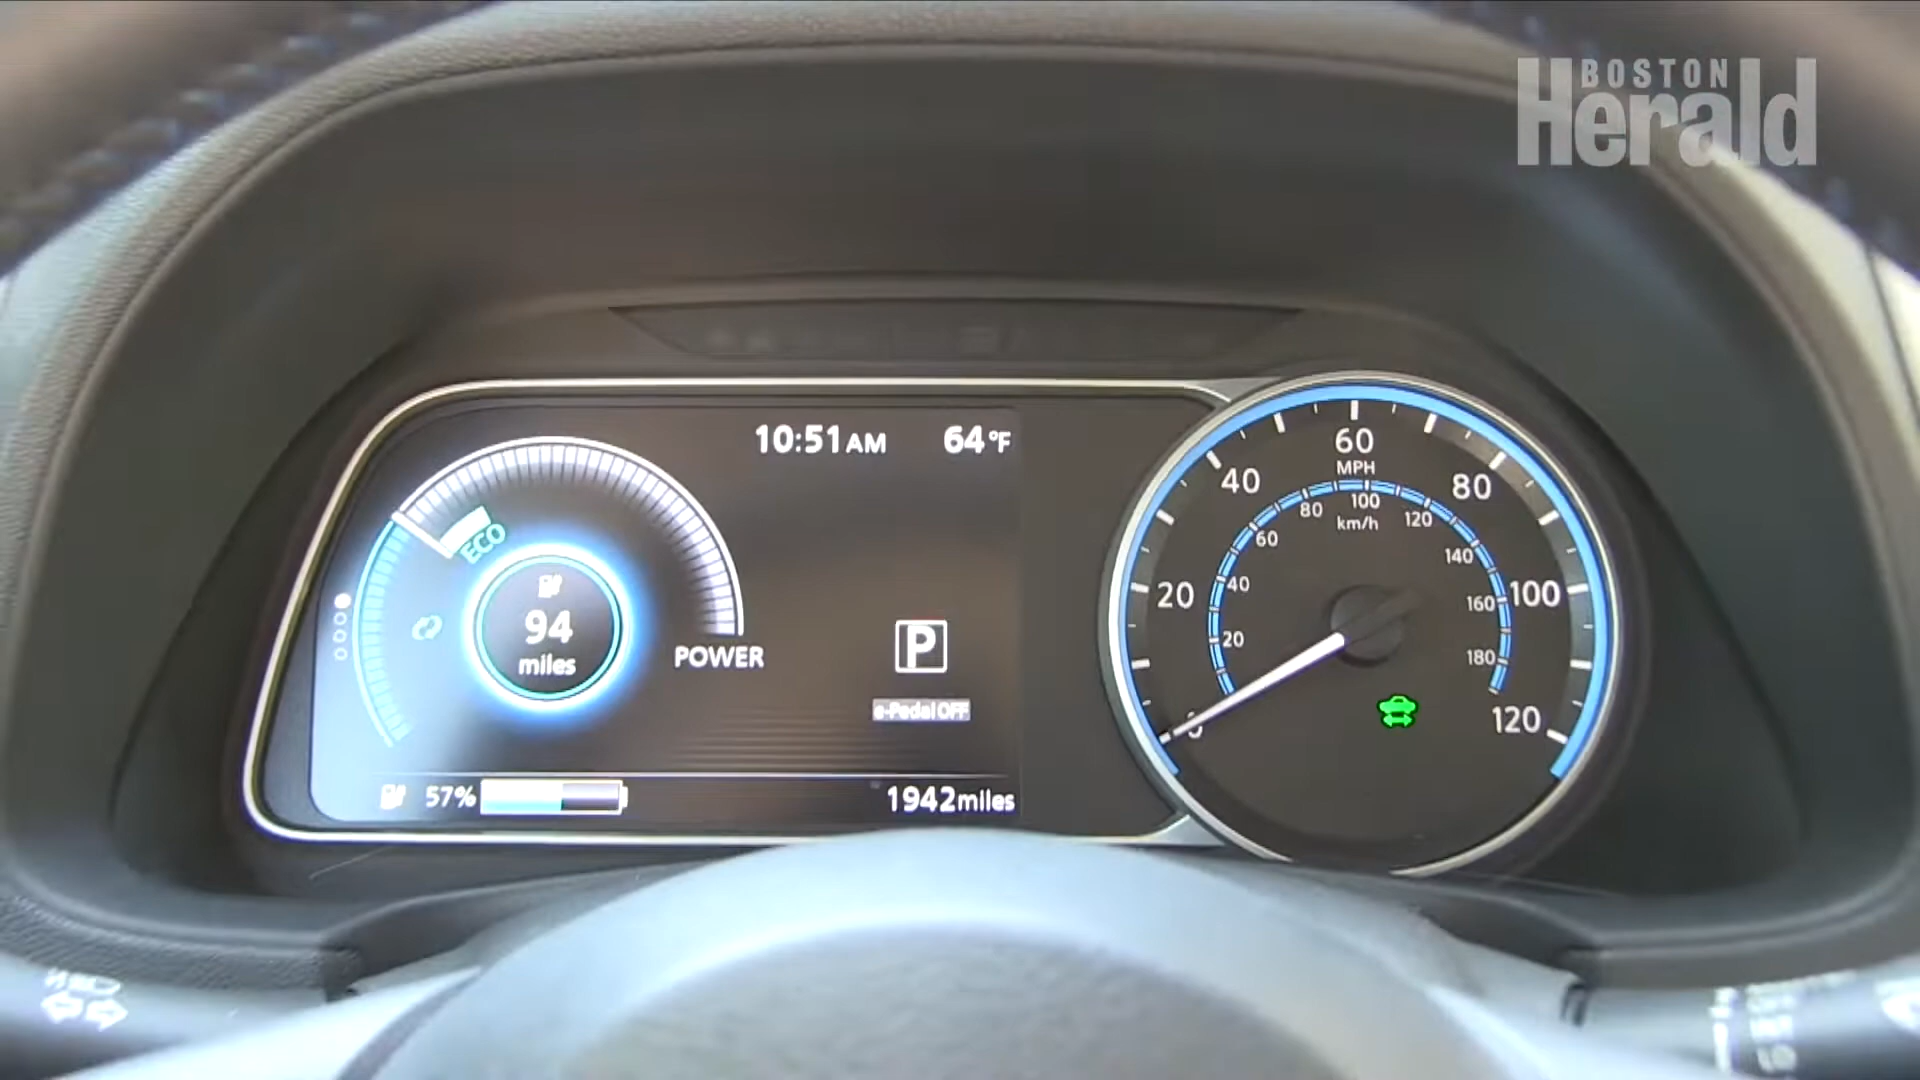 BOSTON
Herald
10:51 AM 64°F
ECO
94
miles
POWER
P
e-Pedal OFF
57%
1942 miles
0
20
40
60
80
100
120
MPH
20
40
60
80
100
120
140
160
180
km/h